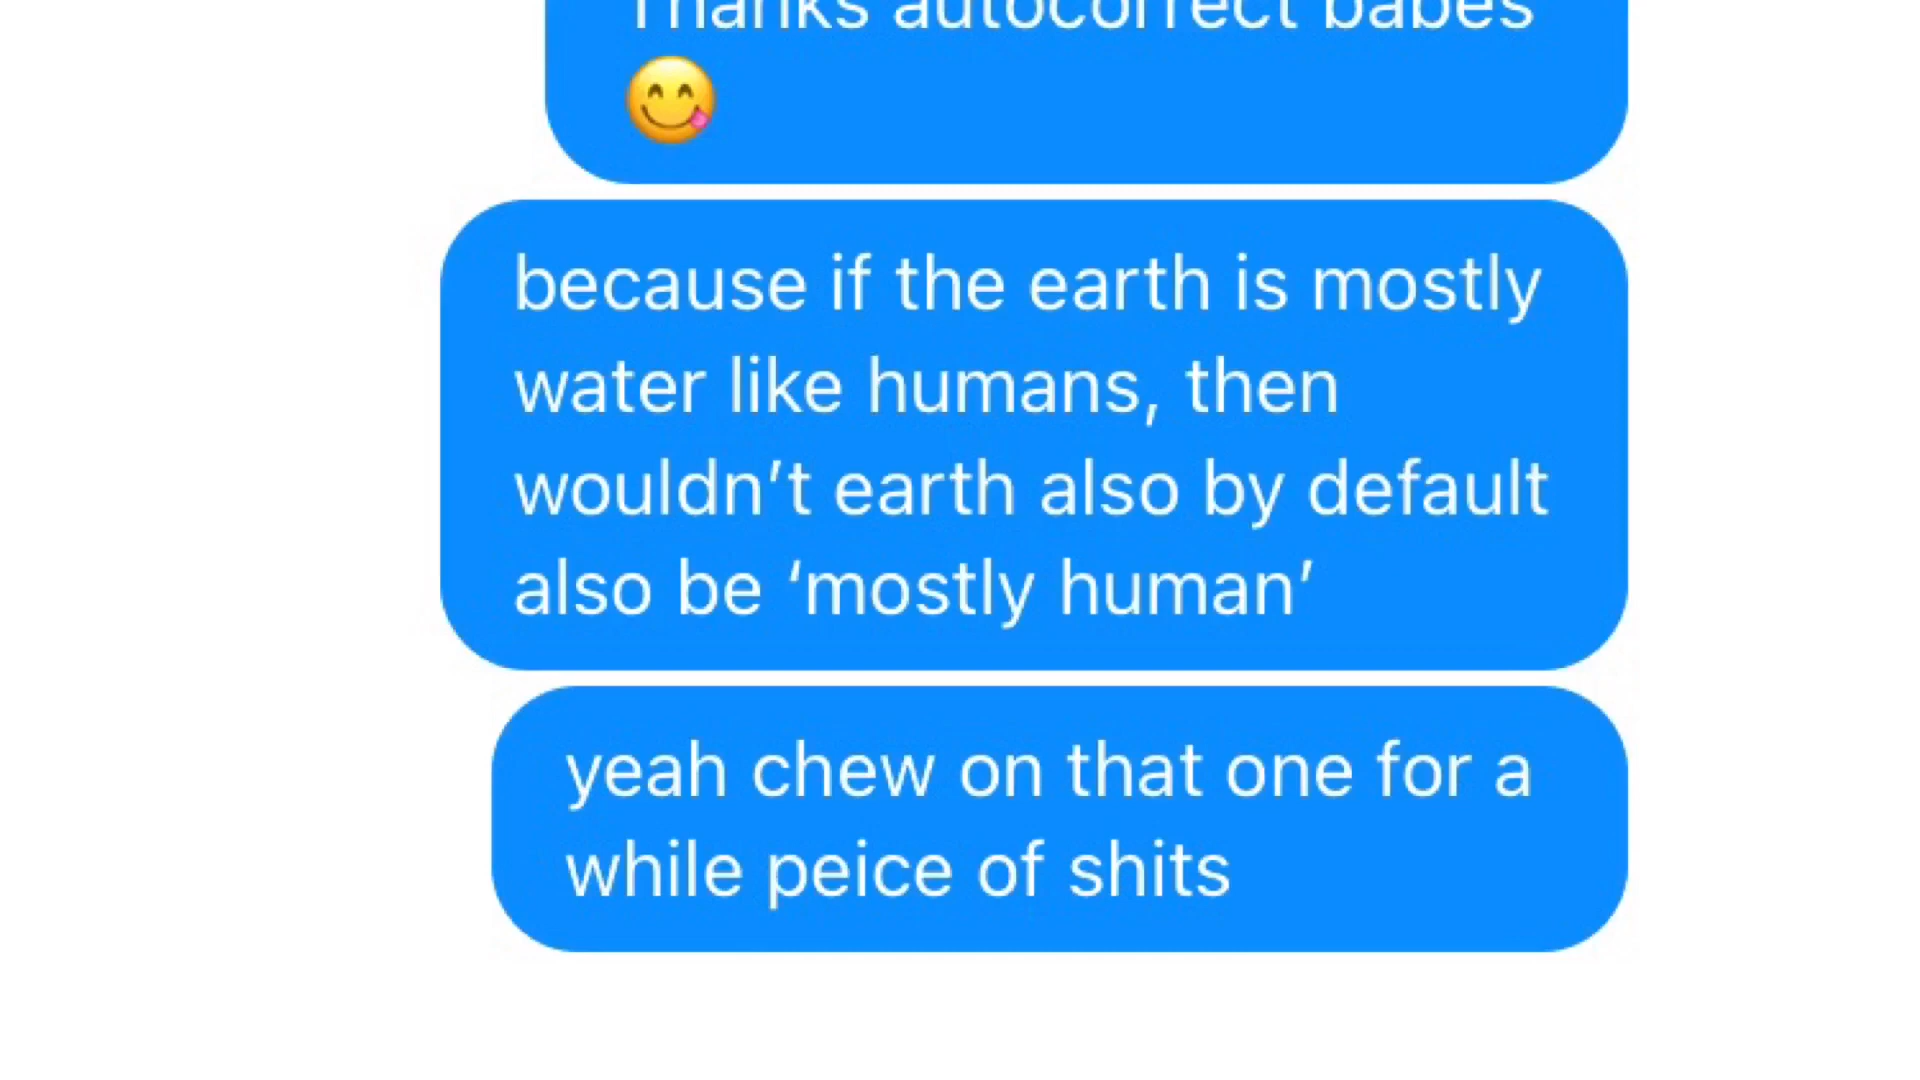 Thanks autocorrect babes
😋
because if the earth is mostly
water like humans, then
wouldn’t earth also by default
also be ‘mostly human’
yeah chew on that one for a
while peice of shits